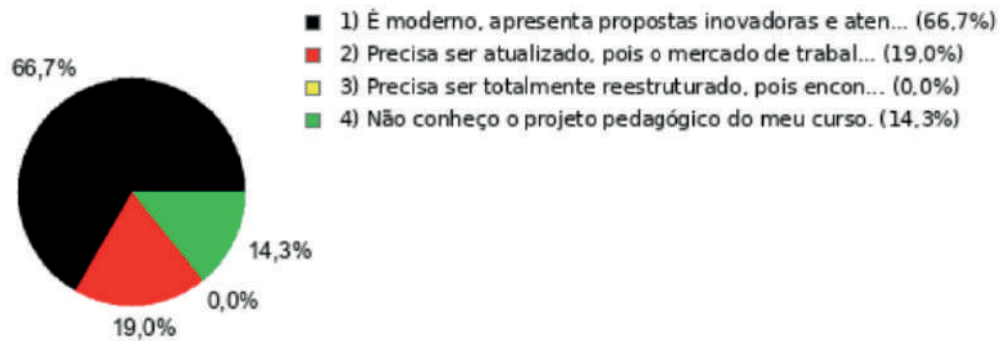 1) È moderno, apresenta propostas inovadoras e aten... (66,7%)
2) Precisa ser atualizado, pois o mercado de trabal... (19,0%)
3) Precisa ser totalmente reestruturado, pois encon... (0,0%)
4) Não conheço o projeto pedagógico do meu curso. (14,3%)
66,7%
14,3%
0,0%
19,0%